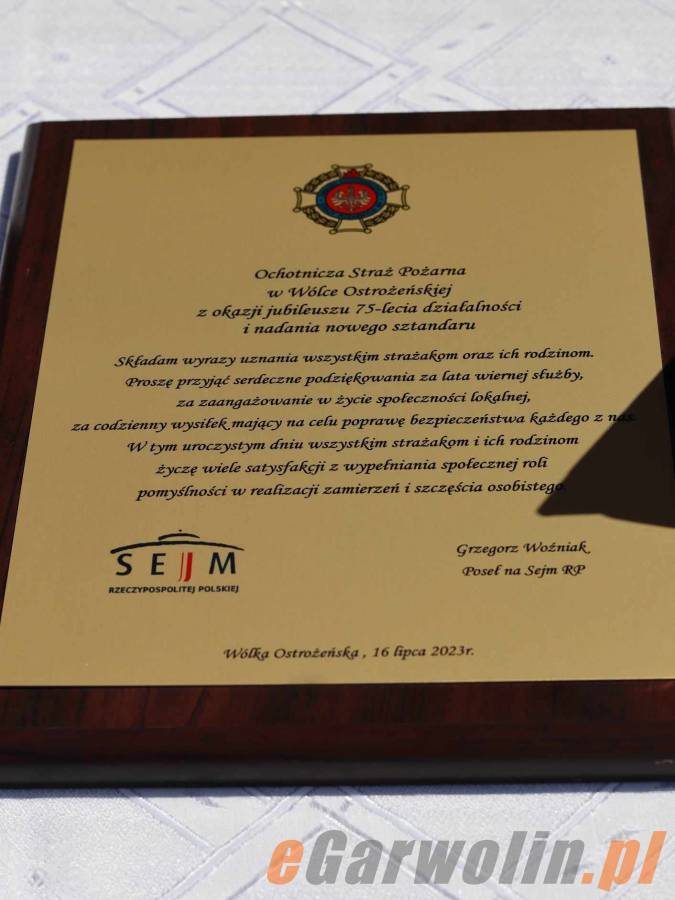 Ochotnicza Straż Pożarna
w Wólce Ostrożeńskiej
z okazji jubileuszu 75-lecia działalności
i nadania nowego sztandaru
Składam wyrazy uznania wszystkim strażakom oraz ich rodzinom.
Proszę przyjąć serdeczne podziękowania za lata wiernej służby,
za zaangażowanie w życie społeczności lokalnej,
za codzienny wysiłek mający na celu poprawę bezpieczeństwa każdego z nas.
W tym uroczystym dniu wszystkim strażakom i ich rodzinom
życzę wiele satysfakcji z wypełniania społecznej roli
pomyślności w realizacji zamierzeń i szczęścia osobistego.
SEJM
RZECZYPOSPOLITEJ POLSKIEJ
Grzegorz Woźniak
Poseł na Sejm RP
Wólka Ostrożeńska , 16 lipca 2023r.
eGarwolin.pl